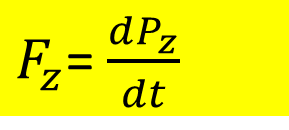 F_z = dP_z/dt